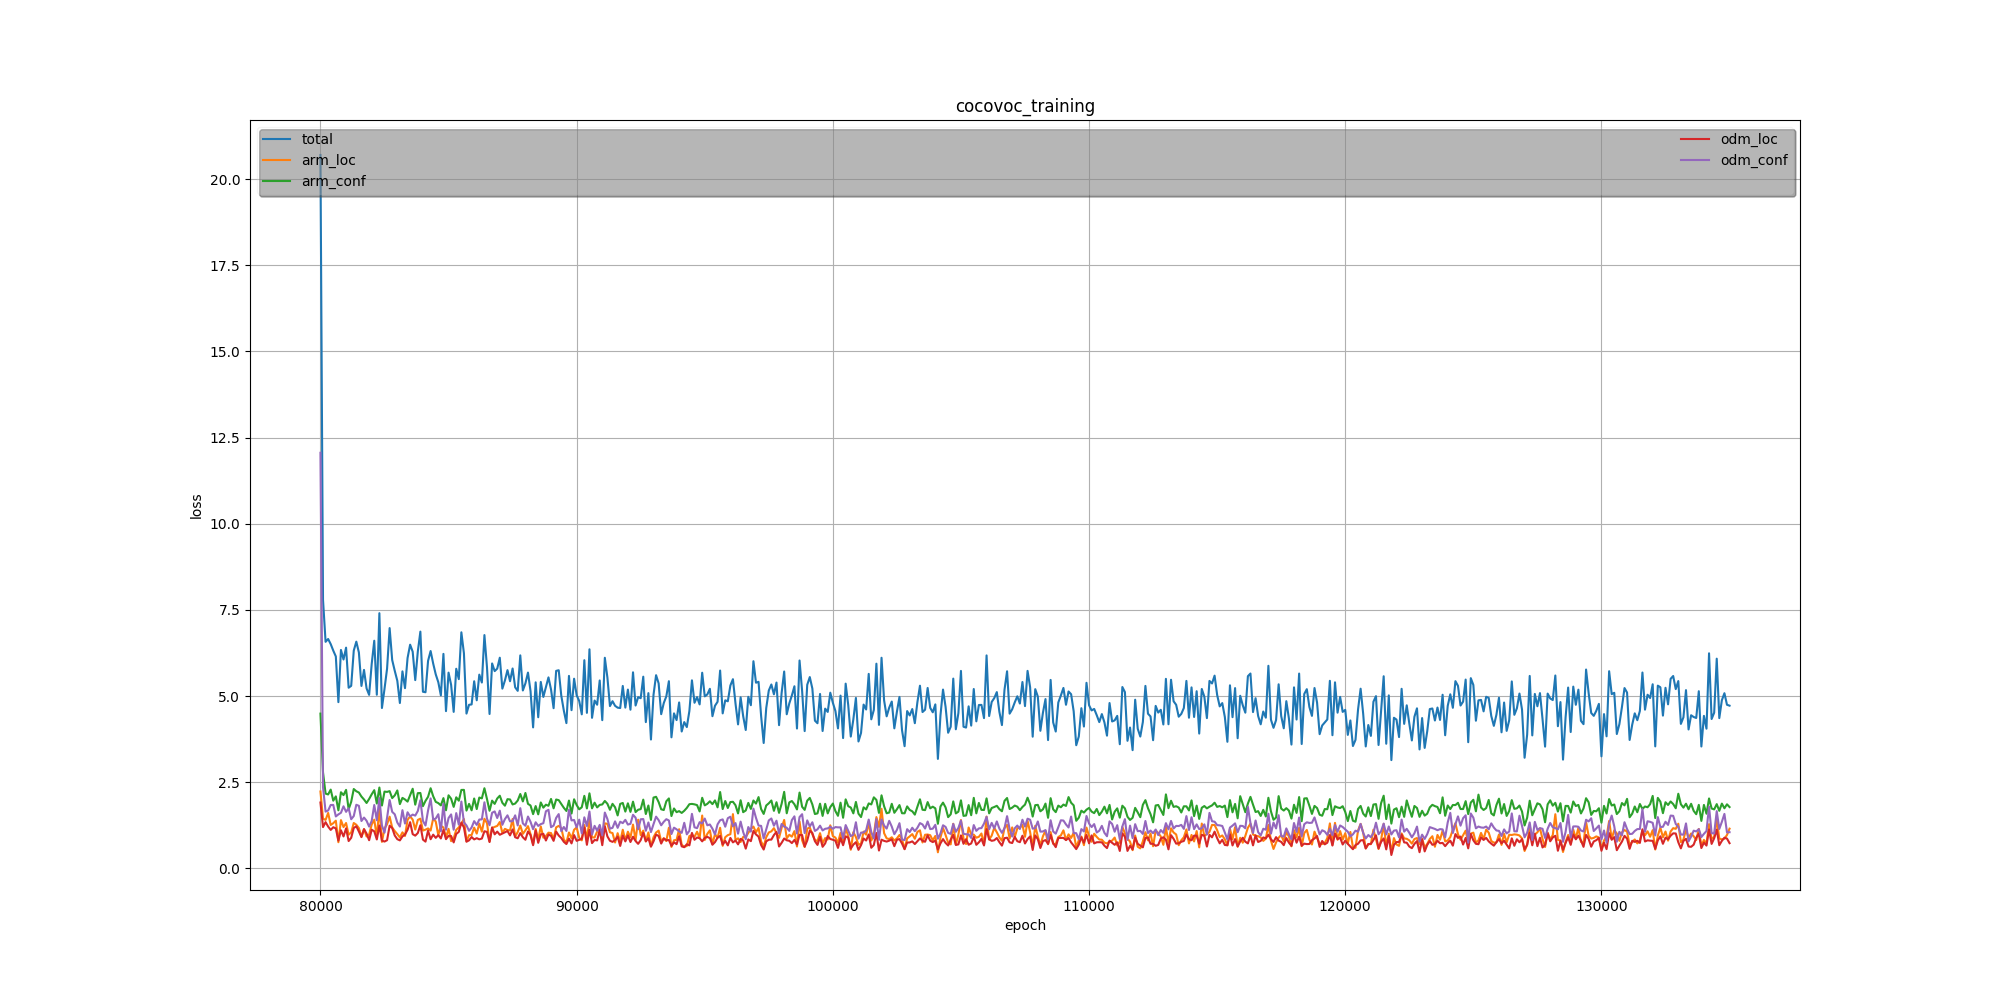 cocovoc_training
total
arm_loc
arm_conf
odm_loc
odm_conf
20.0
17.5
15.0
12.5
10.0
7.5
5.0
2.5
0.0
loss
80000 90000 100000 110000 120000 130000
epoch